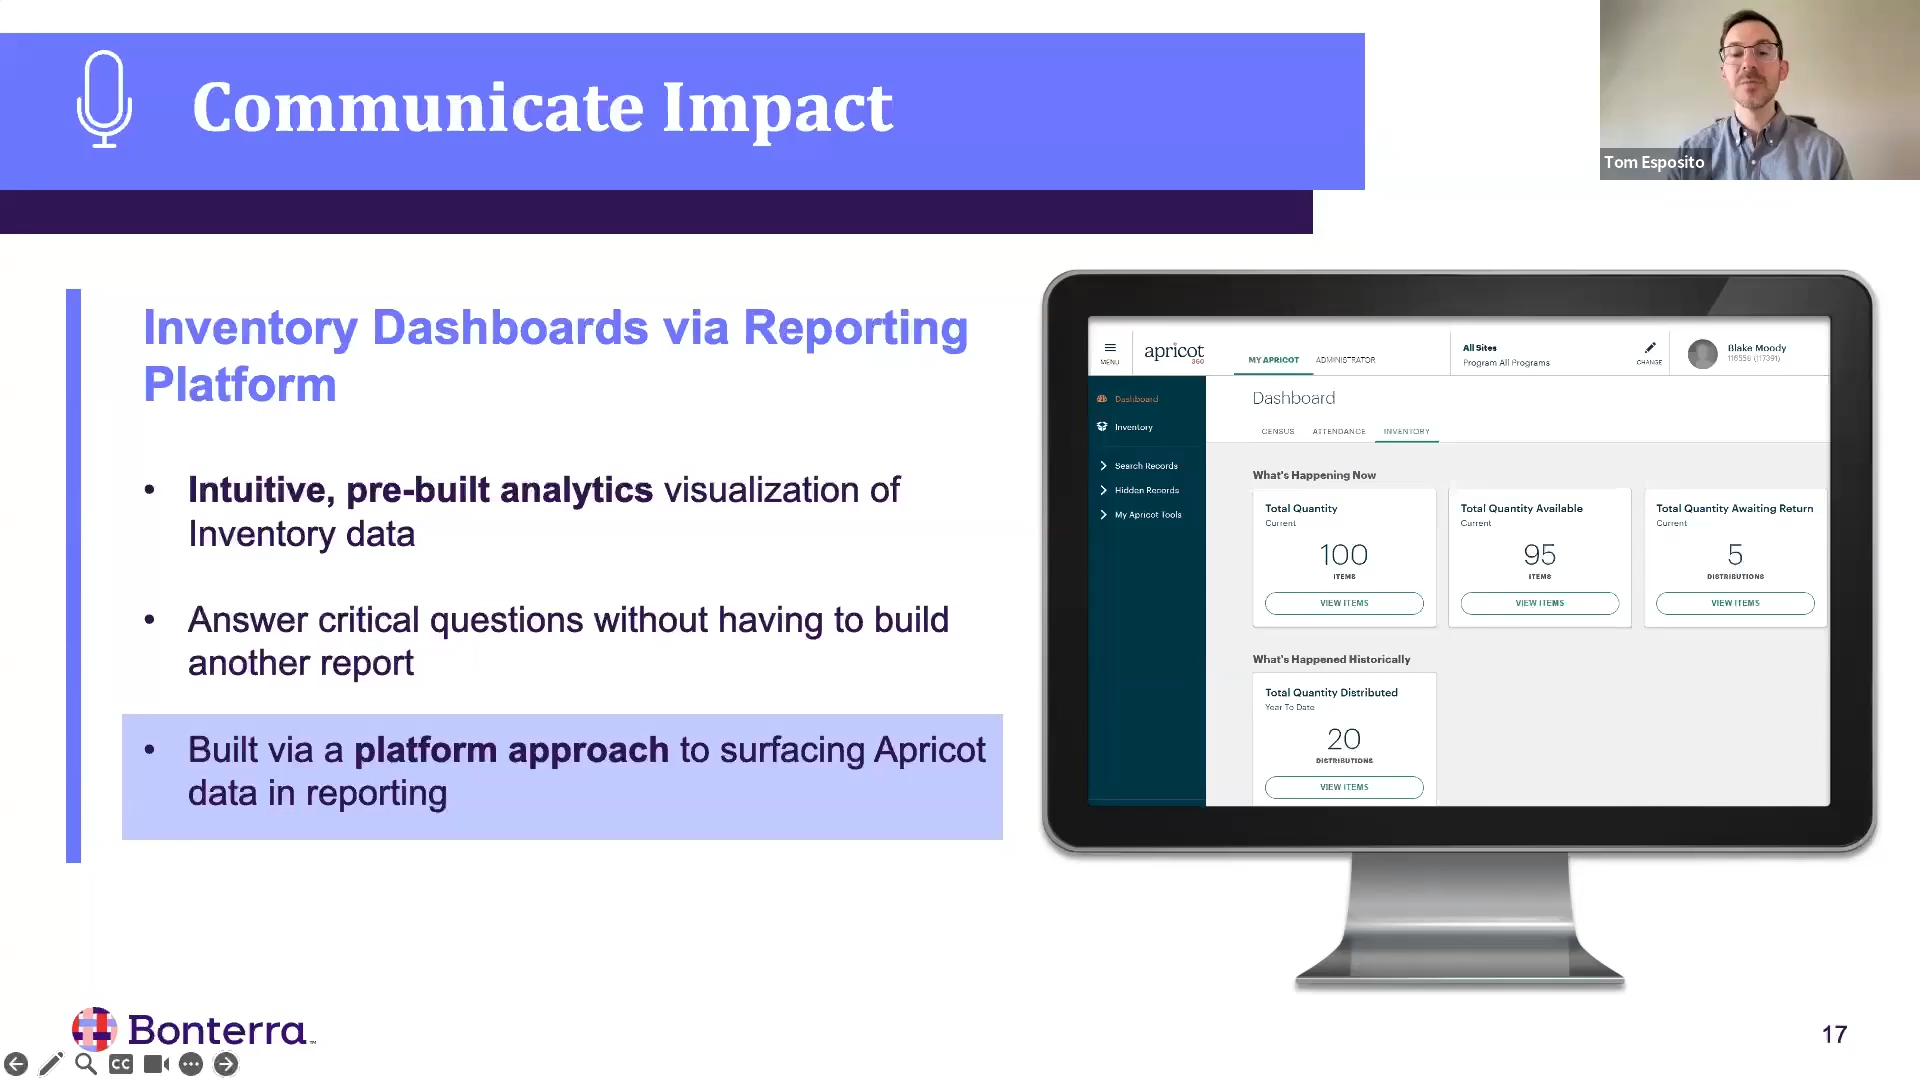 Communicate Impact
Tom Esposito
Inventory Dashboards via Reporting
Platform
• Intuitive, pre-built analytics visualization of
Inventory data
• Answer critical questions without having to build
another report
• Built via a platform approach to surfacing Apricot
data in reporting
MENU
apricot
360
MY APRICOT
ADMINISTRATOR
All Sites
Program All Programs
CHANGE
Blake Moody
116558 (117391)
Dashboard
Inventory
Search Records
Hidden Records
My Apricot Tools
Dashboard
CENSUS ATTENDANCE INVENTORY
What's Happening Now
Total Quantity
Current
100
ITEMS
VIEW ITEMS
Total Quantity Available
Current
95
ITEMS
VIEW ITEMS
Total Quantity Awaiting Return
Current
5
DISTRIBUTIONS
VIEW ITEMS
What's Happened Historically
Total Quantity Distributed
Year To Date
20
DISTRIBUTIONS
VIEW ITEMS
Bonterra™
CC
17